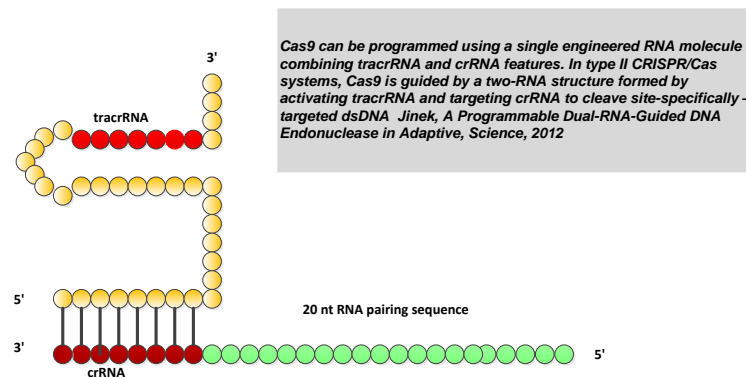 3'
Cas9 can be programmed using a single engineered RNA molecule
combining tracrRNA and crRNA features. In type II CRISPR/Cas
systems, Cas9 is guided by a two-RNA structure formed by
activating tracrRNA and targeting crRNA to cleave site-specifically -
targeted dsDNA Jinek, A Programmable Dual-RNA-Guided DNA
Endonuclease in Adaptive, Science, 2012
tracrRNA
5'
20 nt RNA pairing sequence
3'
5'
crRNA